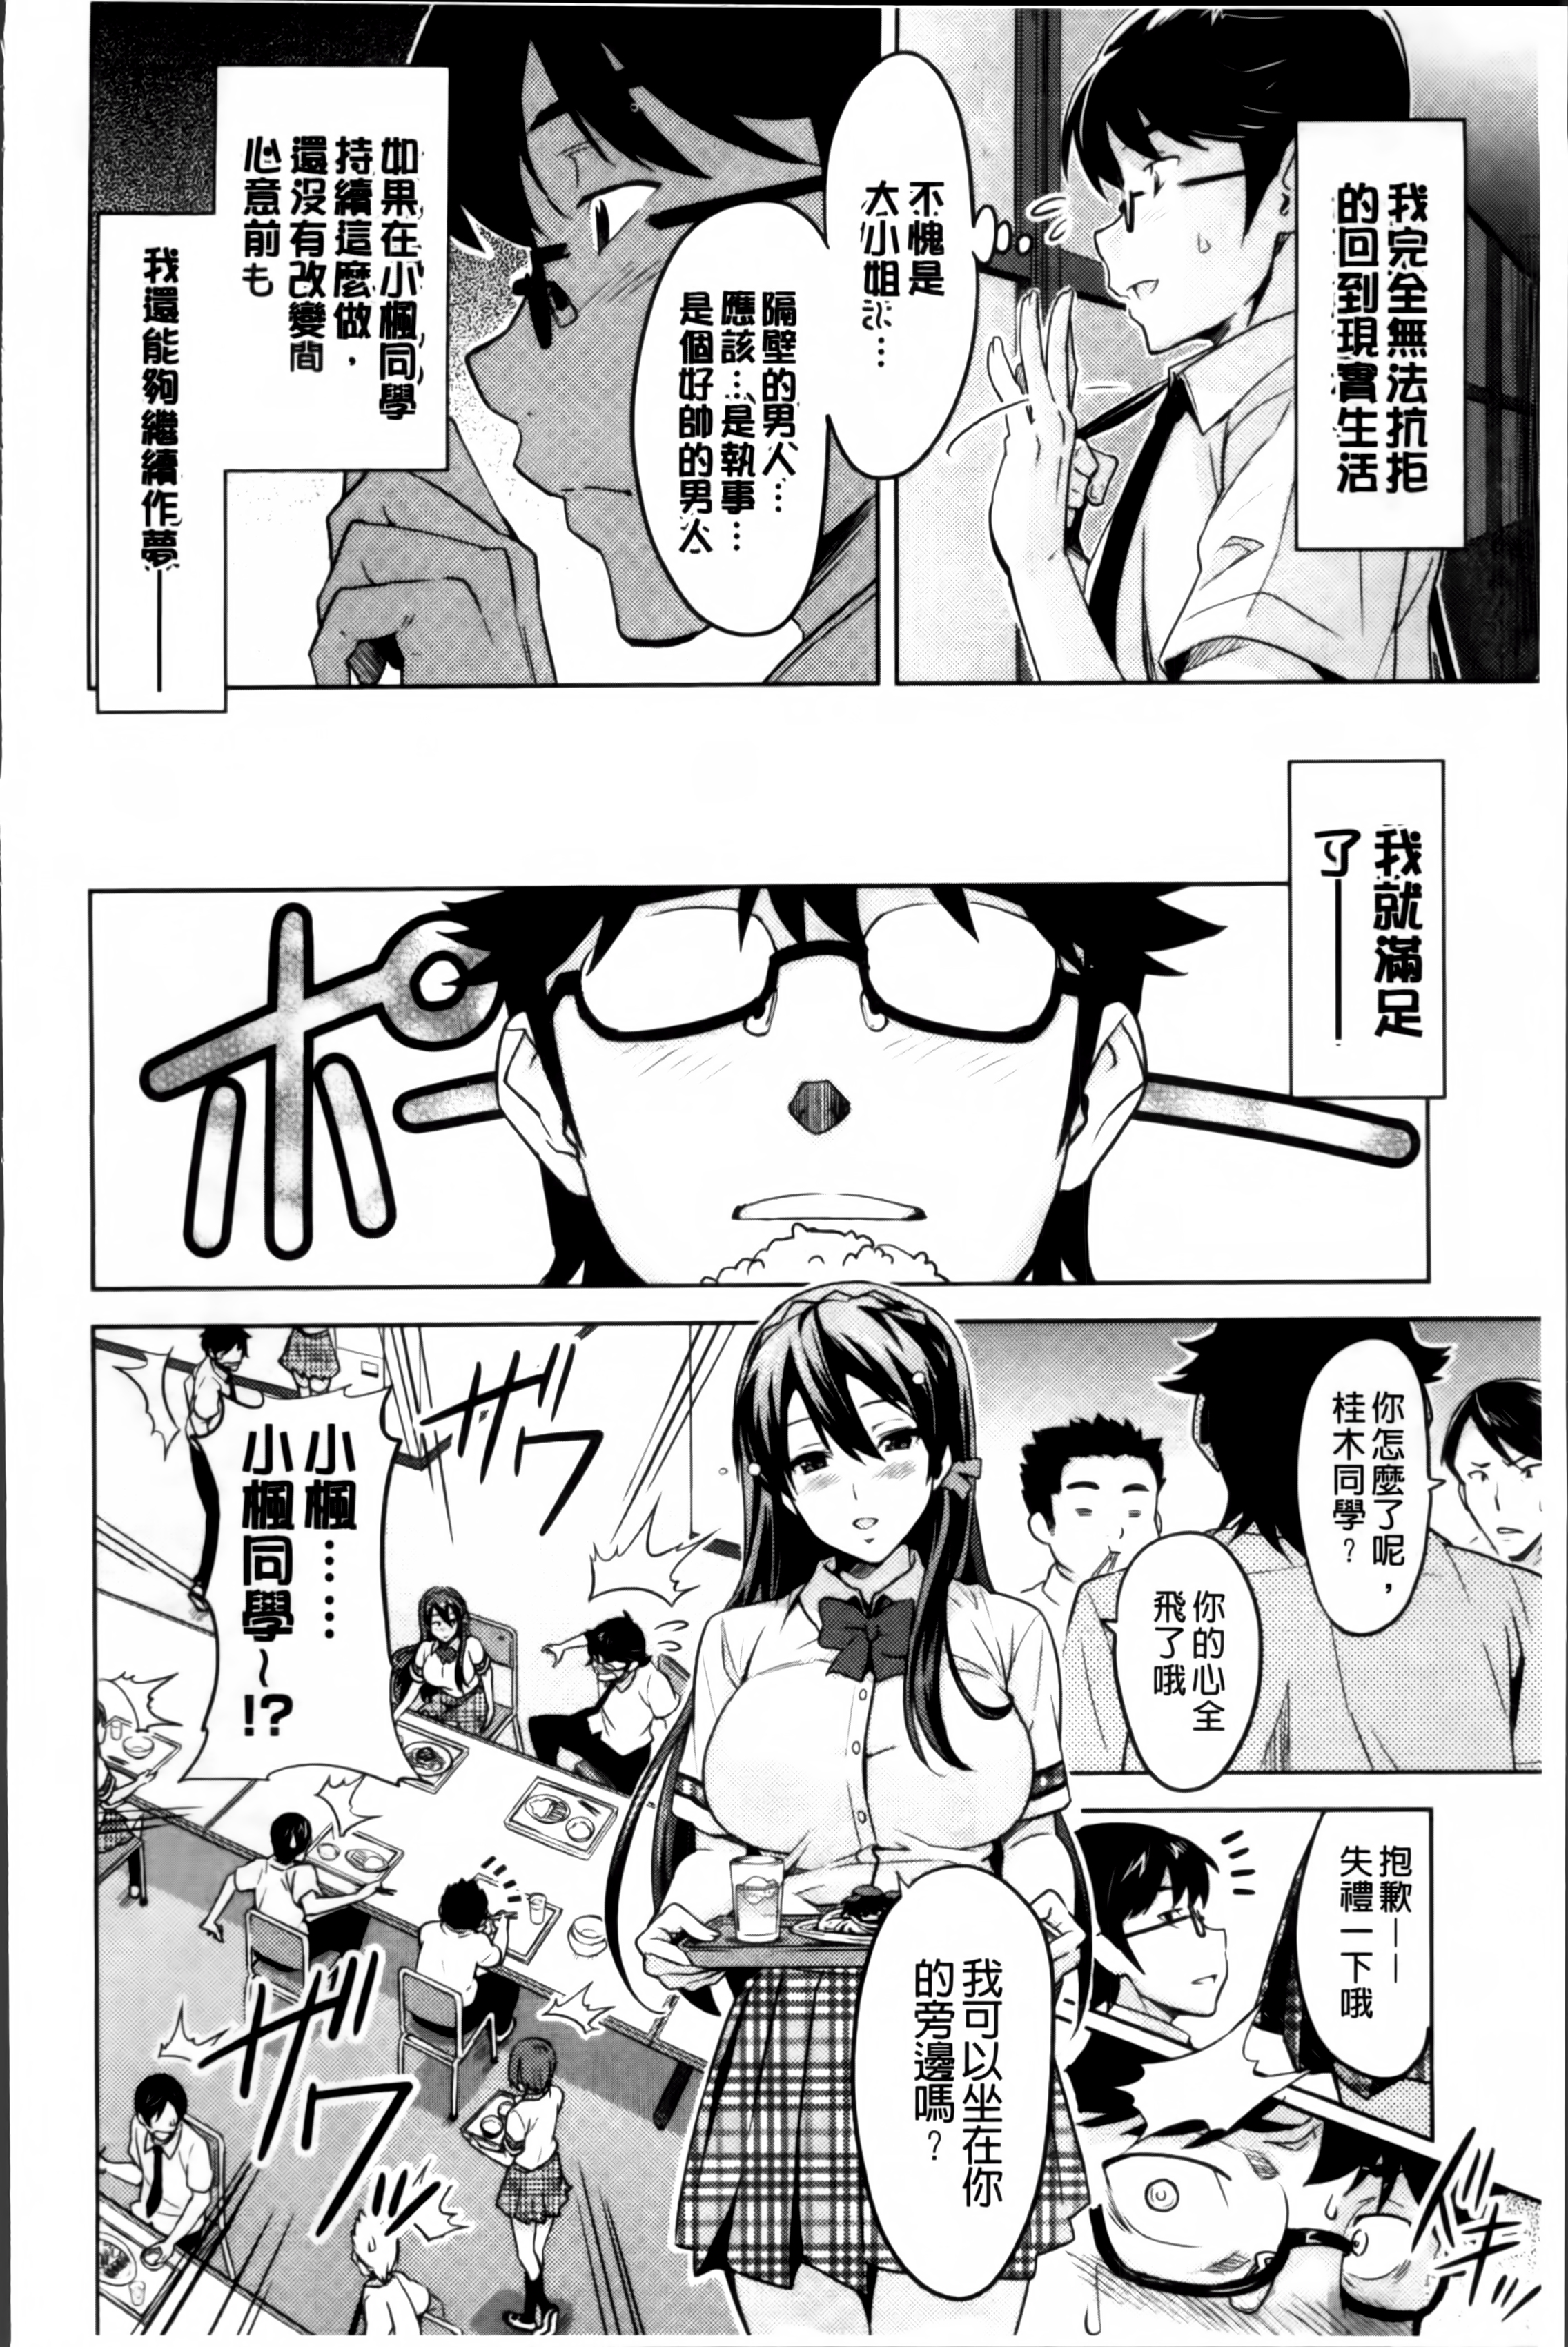 我完全無法抗拒
的回到現實生活
不愧是
大小姐…
隔壁的男人…
應該…是執事…
是個好帥的男人
如果在小楓同學
持續這麼做，
還沒有改變間
心意前も
我還能夠繼續作夢——
我就滿足
了——
ポーー
你怎麼了呢，
桂木同學？
你的心全
飛了哦
抱歉——
失禮一下哦
ドキッ
我可以坐在你
的旁邊嗎？
ザワ
小楓……
小楓同學～!?
ザワッ